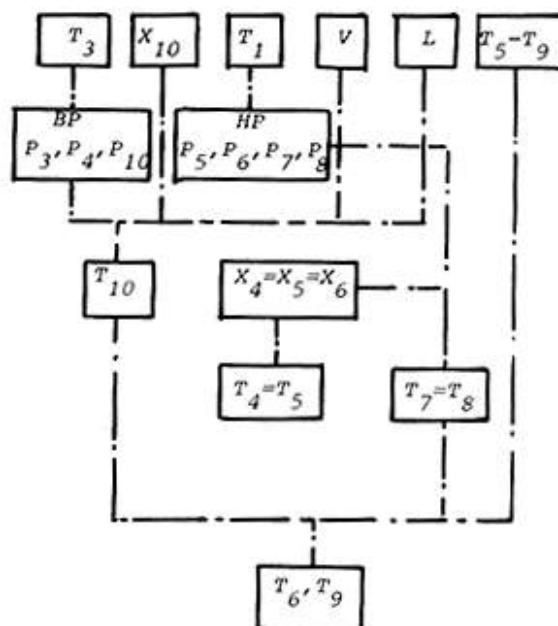 T3 X10 T1 V L T5-T9
BP HP
P3, P4, P10 P5, P6, P7, P8
T10 X4=X5=X6
T4=T5 T7=T8
T6, T9